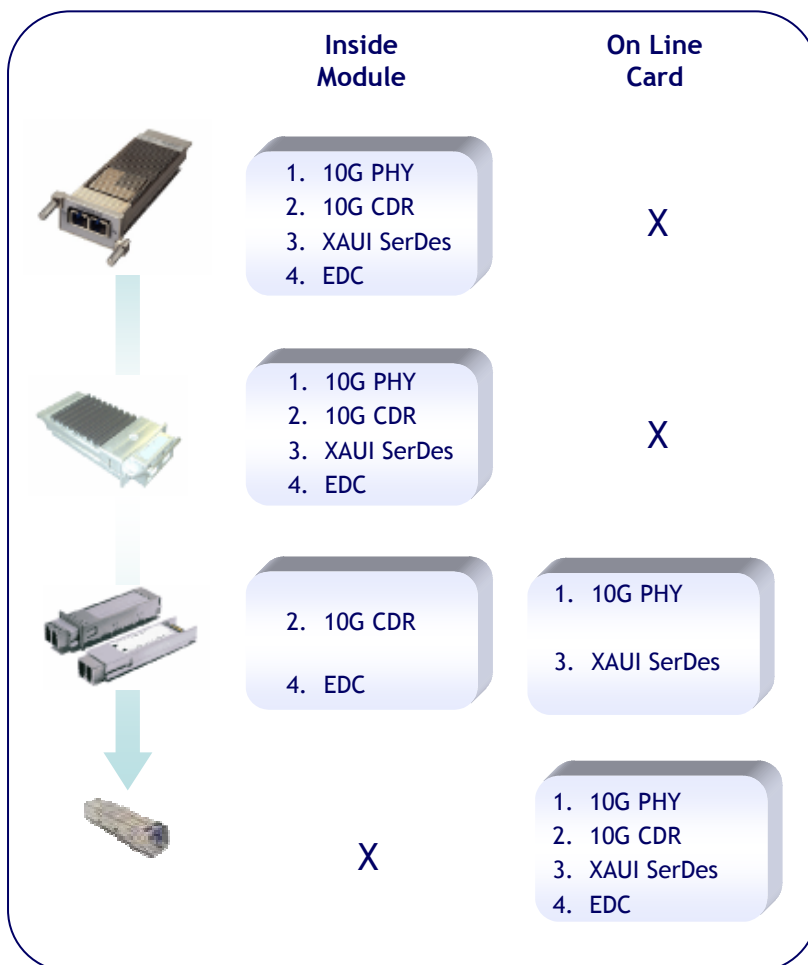 Inside
Module
On Line
Card
1. 10G PHY
2. 10G CDR
3. XAUI SerDes
4. EDC
X
1. 10G PHY
2. 10G CDR
3. XAUI SerDes
4. EDC
X
2. 10G CDR
4. EDC
1. 10G PHY
3. XAUI SerDes
X
1. 10G PHY
2. 10G CDR
3. XAUI SerDes
4. EDC